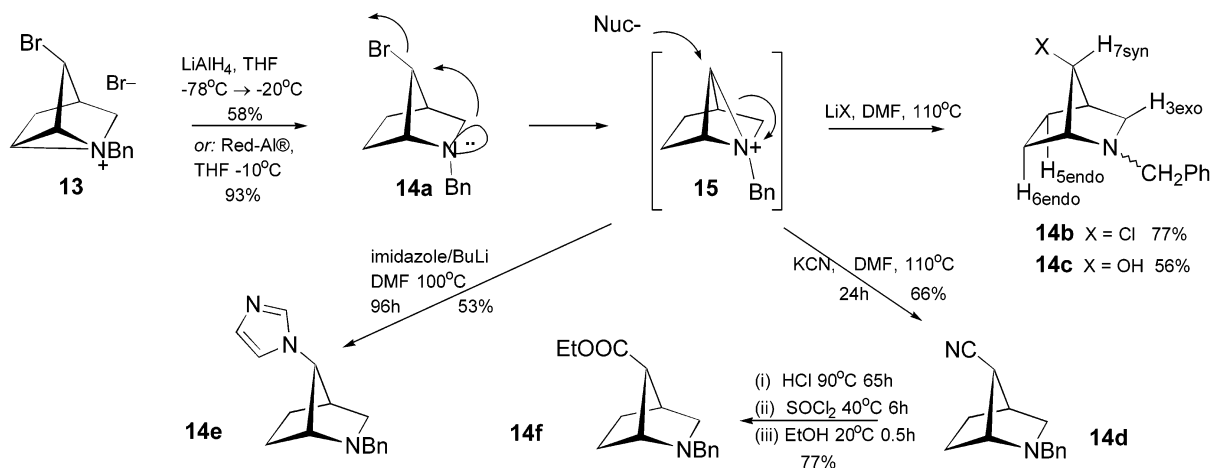 Br
Br–
N
+
Bn
13
LiAlH4, THF
-78°C → -20°C
58%
or: Red-Al®,
THF -10°C
93%
Br
N
..
Bn
14a
Nuc-
N+
Bn
15
LiX, DMF, 110°C
X
H7syn
H3exo
N
CH2Ph
H5endo
H6endo
14b X = Cl 77%
14c X = OH 56%
imidazole/BuLi
DMF 100°C
96h 53%
KCN, DMF, 110°C
24h 66%
N
N
NBn
14e
EtOOC
NBn
14f
(i) HCl 90°C 65h
(ii) SOCl2 40°C 6h
(iii) EtOH 20°C 0.5h
77%
NC
N
Bn
14d